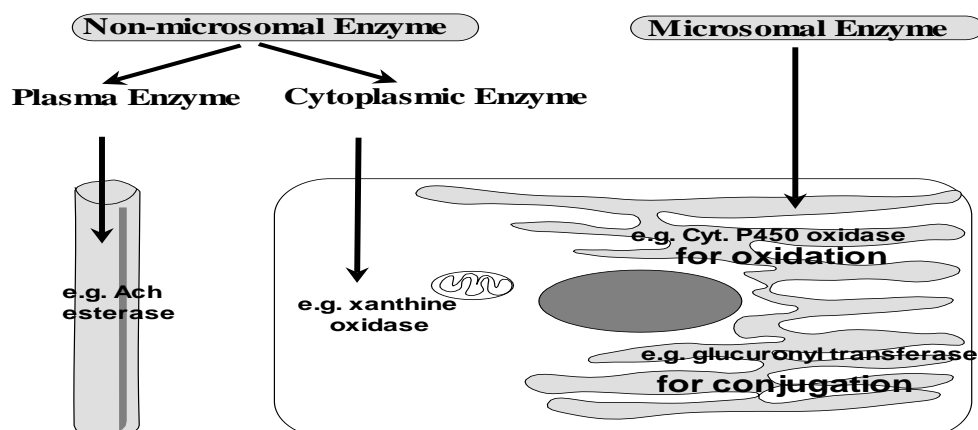 Non-microsomal Enzyme
Microsomal Enzyme
Plasma Enzyme
Cytoplasmic Enzyme
e.g. Ach
esterase
e.g. xanthine
oxidase
e.g. Cyt. P450 oxidase
for oxidation
e.g. glucuronyl transferase
for conjugation